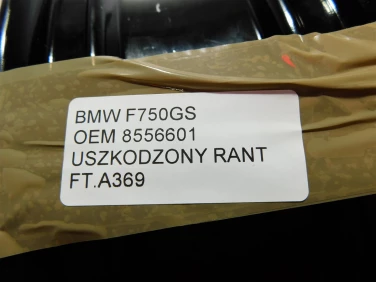 BMW F750GS
OEM 8556601
USZKODZONY RANT
FT.A369